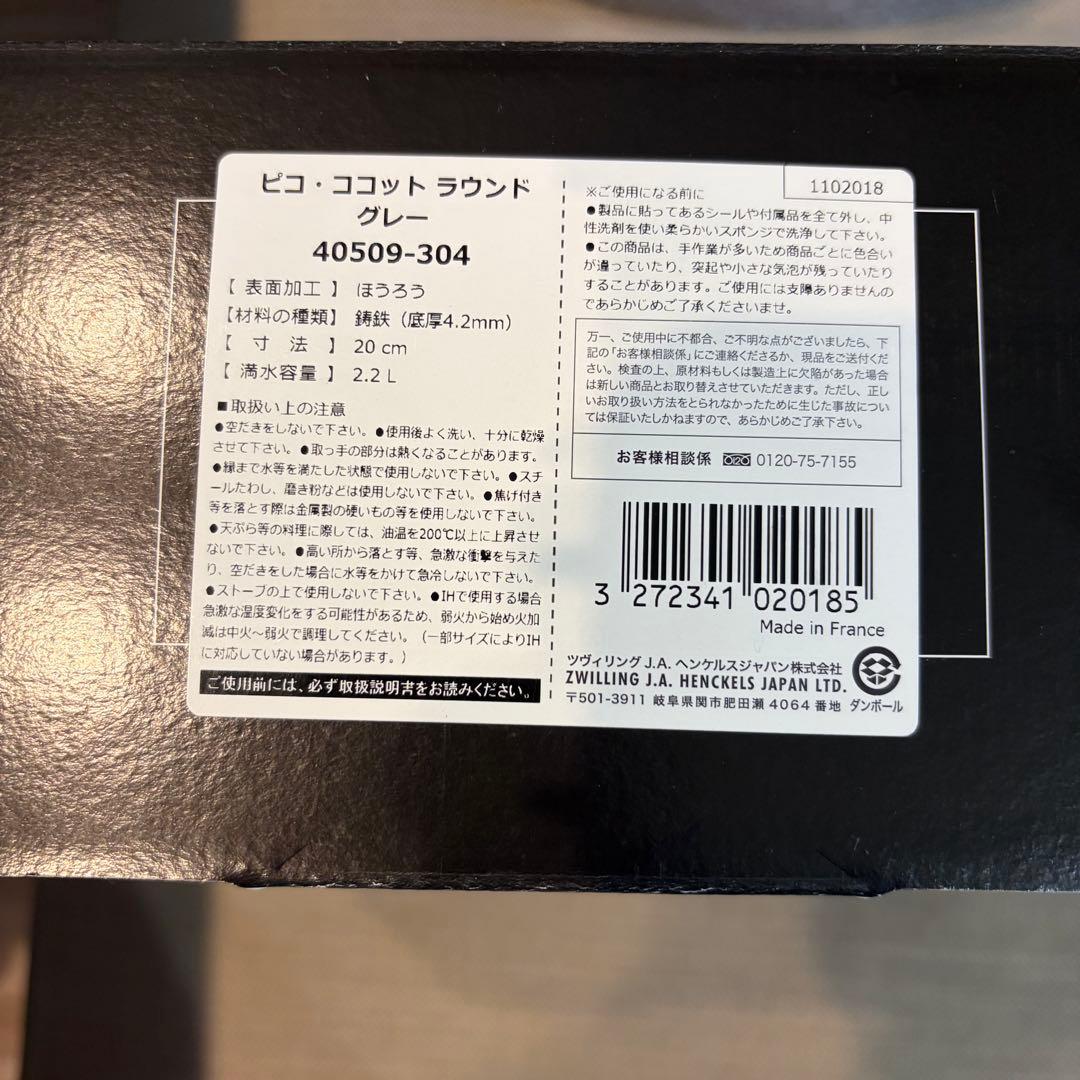 ピコ・ココット ラウンド
グレー
40509-304
【 表面加工 】 ほうろう
【材料の種類】 鋳鉄（底厚4.2mm）
【 寸 法 】 20 cm
【 満水容量 】 2.2 L
■取扱い上の注意
●空だきをしないで下さい。●使用後よく洗い、十分に乾燥
させて下さい。●取っ手の部分は熱くなることがあります。
●縁まで水等を満たした状態で使用しないで下さい。●スチ
ールたわし、磨き粉などは使用しないで下さい。●焦げ付き
等を落とす際は金属製の硬いもの等を使用しないで下さい。
●天ぷら等の料理に際しては、油温を200℃以上に上昇させ
ないで下さい。●高い所から落とす等、急激な衝撃を与えた
り、空だきをした場合に水等をかけて急冷しないで下さい。
●ストーブの上で使用しないで下さい。●IHで使用する場合
急激な温度変化をする可能性があるため、弱火から始め火加
減は中火～弱火で調理してください。（一部サイズによりIH
に対応していない場合があります。）
ご使用前には、必ず取扱説明書をお読みください。
1102018
※ご使用になる前に
●製品に貼ってあるシールや付属品を全て外し、中
性洗剤を使い柔らかいスポンジで洗浄して下さい。
●この商品は、手作業が多いため商品ごとに色合い
が違っていたり、突起や小さな気泡が残っていたり
することがあります。ご使用には支障ありませんの
であらかじめご了承くださいませ。
万一、ご使用中に不都合、ご不明な点がございましたら、下
記の「お客様相談係」にご連絡くださるか、現品をご送付くだ
さい。検査の上、原材料もしくは製造上に欠陥があった場合
は新しい商品とお取り替えさせていただきます。ただし、正し
いお取り扱い方法をとられなかったために生じた事故につい
ては保証いたしかねますので、あらかじめご了承下さい。
お客様相談係 0120-75-7155
3 272341 020185
Made in France
ツヴィリング J.A. ヘンケルスジャパン株式会社
ZWILLING J.A. HENCKELS JAPAN LTD.
〒501-3911 岐阜県関市肥田瀬 4064 番地
ダンボール